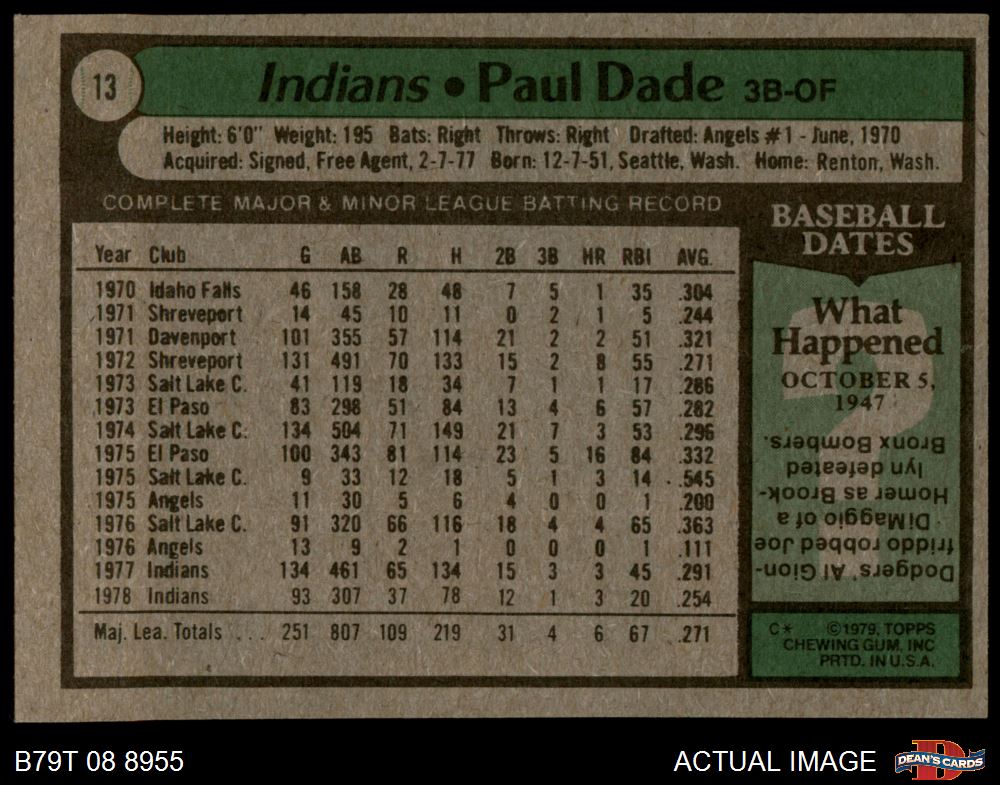 13
Indians • Paul Dade 3B-OF
Height: 6'0" Weight: 195 Bats: Right Throws: Right Drafted: Angels #1 - June, 1970
Acquired: Signed, Free Agent, 2-7-77 Born: 12-7-51, Seattle, Wash. Home: Renton, Wash.
COMPLETE MAJOR & MINOR LEAGUE BATTING RECORD
Year Club G AB R H 2B 3B HR RBI AVG.
1970 Idaho Falls 46 158 28 48 7 5 1 35 .304
1971 Shreveport 14 45 10 11 0 2 1 5 .244
1971 Davenport 101 355 57 114 21 2 2 51 .321
1972 Shreveport 131 491 70 133 15 2 8 55 .271
1973 Salt Lake C. 41 119 18 34 7 1 1 17 .286
1973 El Paso 83 298 51 84 13 4 6 57 .282
1974 Salt Lake C. 134 504 71 149 21 7 3 53 .296
1975 El Paso 100 343 81 114 23 5 16 84 .332
1975 Salt Lake C. 9 33 12 18 5 1 3 14 .545
1975 Angels 11 30 5 6 4 0 0 1 .200
1976 Salt Lake C. 91 320 66 116 18 4 4 65 .363
1976 Angels 13 9 2 1 0 0 0 1 .111
1977 Indians 134 461 65 134 15 3 3 45 .291
1978 Indians 93 307 37 78 12 1 3 20 .254
Maj. Lea. Totals ... 251 807 109 219 31 4 6 67 .271
BASEBALL
DATES
What
Happened
OCTOBER 5,
1947
Dodgers' Al Gion-
friddo robbed Joe
DiMaggio of a
Homer as Brook-
lyn defeated
Bronx Bombers.
C* ©1979, TOPPS
CHEWING GUM, INC
PRTD. IN U.S.A.
B79T 08 8955
ACTUAL IMAGE
D
DEAN'S CARDS